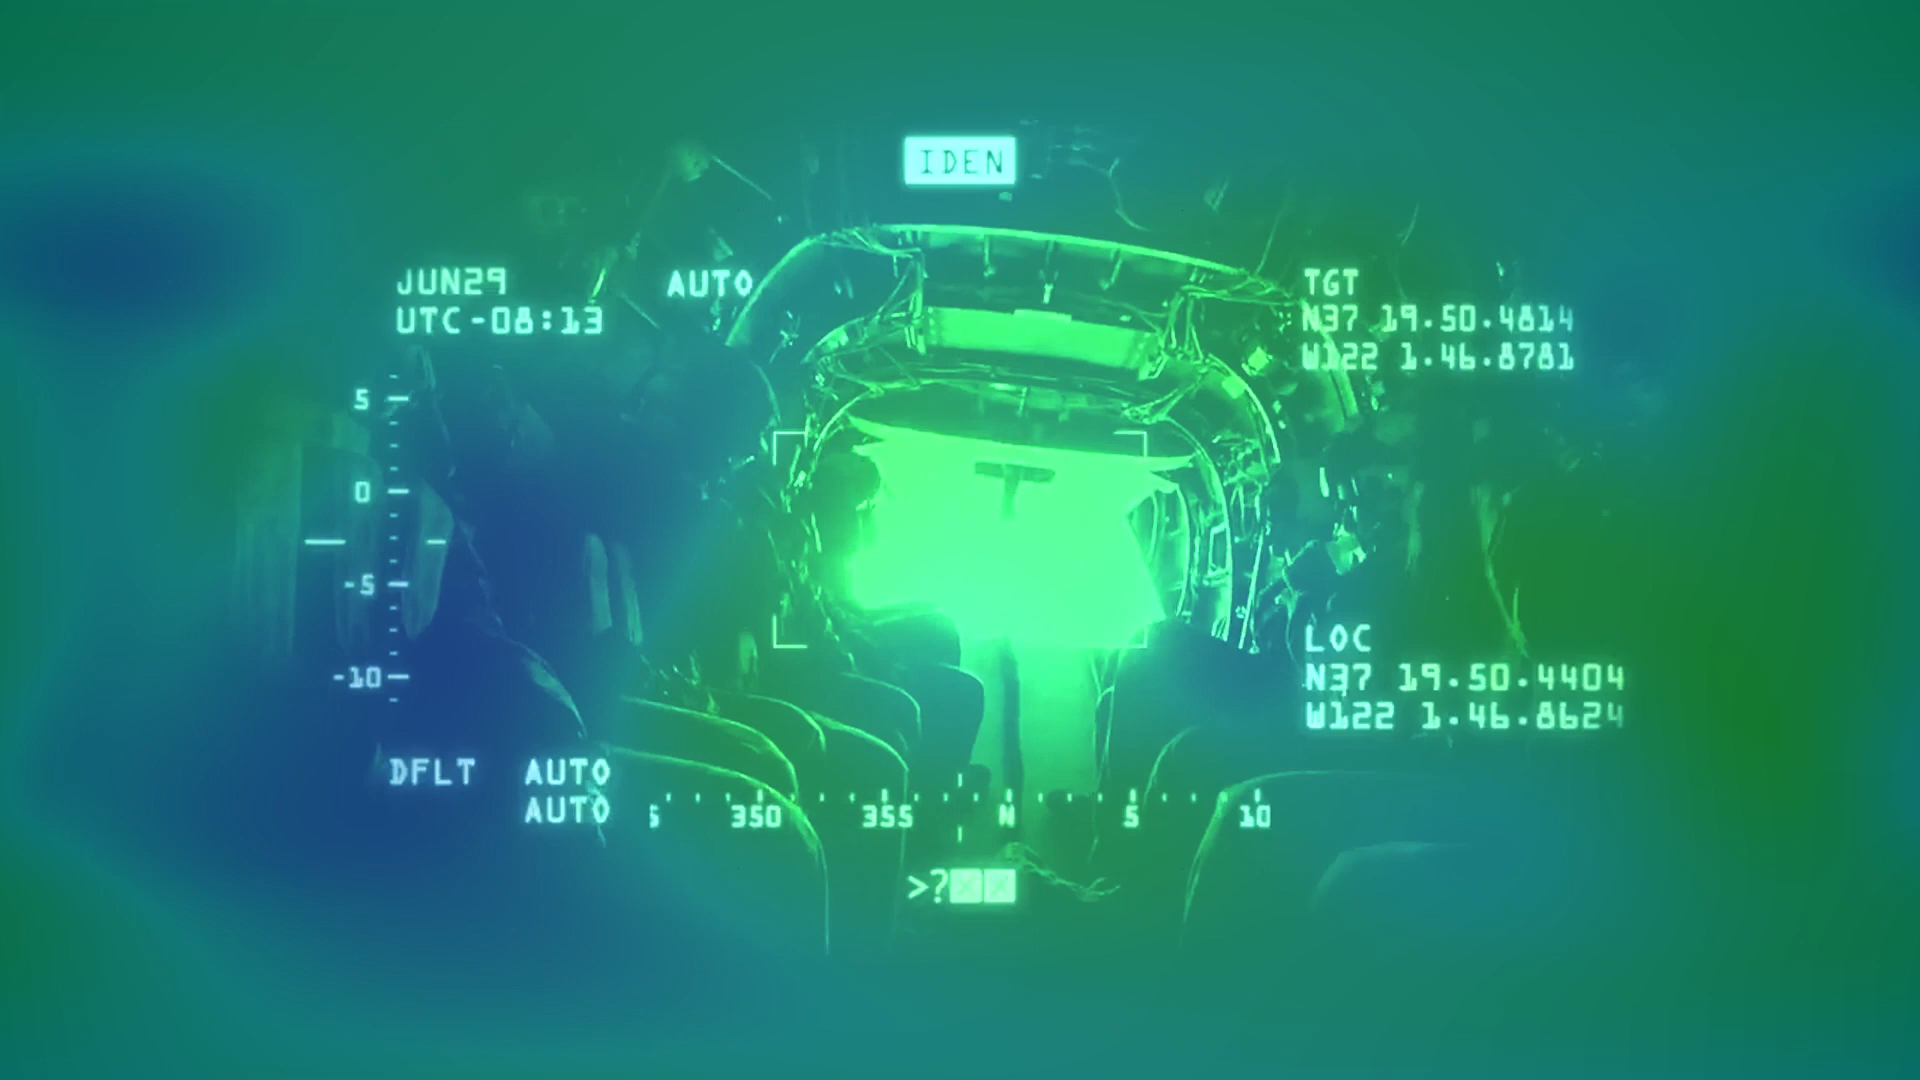 IDEN
JUN29 AUTO
UTC-08:13
TGT
N37 19.50.4814
W122 1.46.8781
5
0
-5
-10
LOC
N37 19.50.4404
W122 1.46.8624
DFLT AUTO
AUTO
350 355 N 5 10
>?